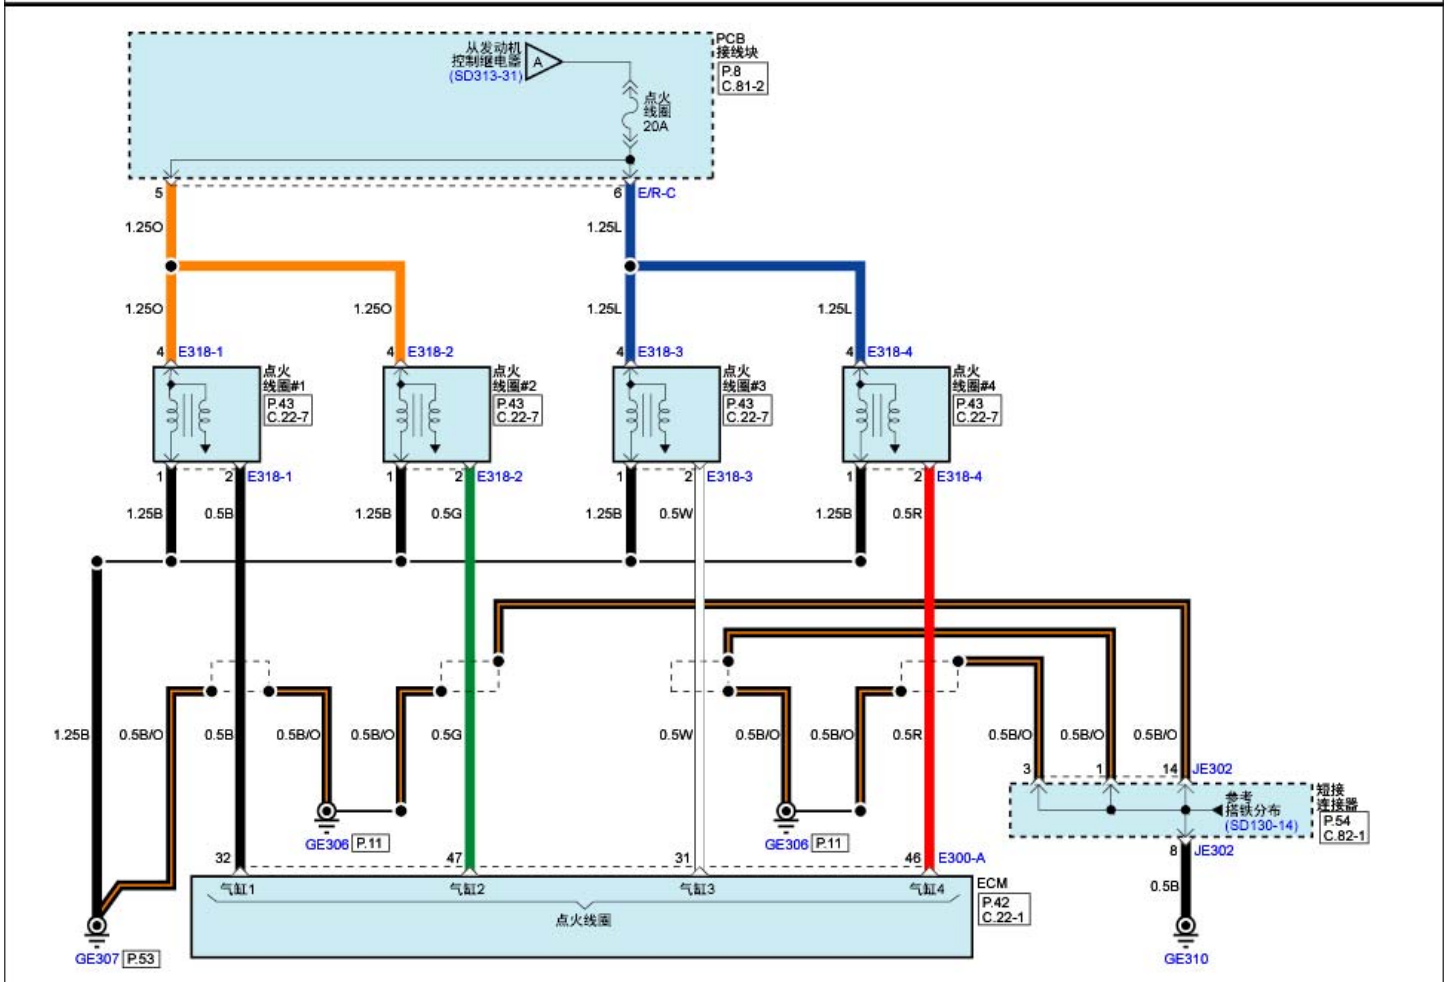 从发动机
控制继电器
(SD313-31)
A
PCB
接线块
P.8
C.81-2
点火
线圈
20A
5
6
E/R-C
1.25O
1.25L
1.25O
1.25O
1.25L
1.25L
4
E318-1
4
E318-2
4
E318-3
4
E318-4
点火
线圈#1
P.43
C.22-7
点火
线圈#2
P.43
C.22-7
点火
线圈#3
P.43
C.22-7
点火
线圈#4
P.43
C.22-7
1
2
E318-1
1
2
E318-2
1
2
E318-3
1
2
E318-4
1.25B
0.5B
1.25B
0.5G
1.25B
0.5W
1.25B
0.5R
1.25B
0.5B/O
0.5B
0.5B/O
0.5B/O
0.5G
0.5W
0.5B/O
0.5B/O
0.5R
0.5B/O
0.5B/O
0.5B/O
3
1
14
JE302
参考
搭铁分布
(SD130-14)
短接
连接器
P.54
C.82-1
GE306
P.11
GE306
P.11
8
JE302
32
47
31
46
E300-A
气缸1
气缸2
气缸3
气缸4
点火线圈
ECM
P.42
C.22-1
0.5B
GE307
P.53
GE310